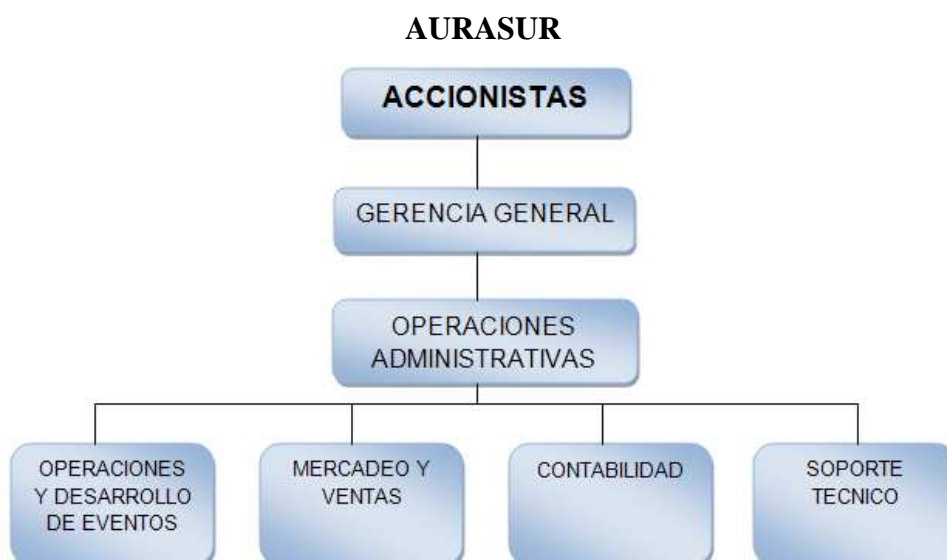 AURASUR
ACCIONISTAS
GERENCIA GENERAL
OPERACIONES
ADMINISTRATIVAS
OPERACIONES
Y DESARROLLO
DE EVENTOS
MERCADEO Y
VENTAS
CONTABILIDAD
SOPORTE
TECNICO